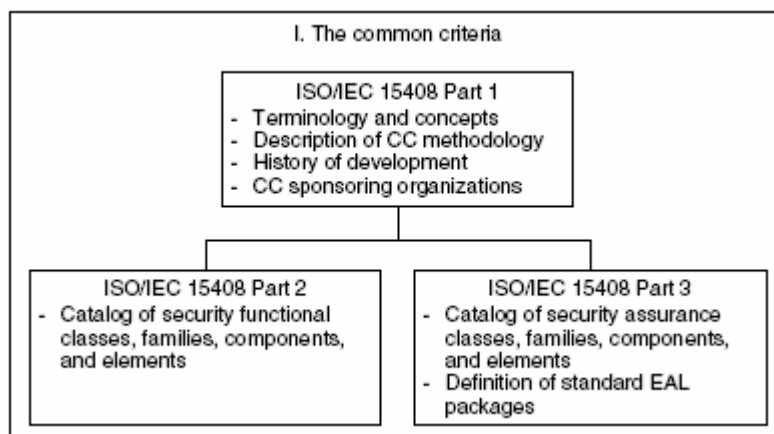 I. The common criteria
ISO/IEC 15408 Part 1
- Terminology and concepts
- Description of CC methodology
- History of development
- CC sponsoring organizations
ISO/IEC 15408 Part 2
- Catalog of security functional
classes, families, components,
and elements
ISO/IEC 15408 Part 3
- Catalog of security assurance
classes, families, components,
and elements
- Definition of standard EAL
packages